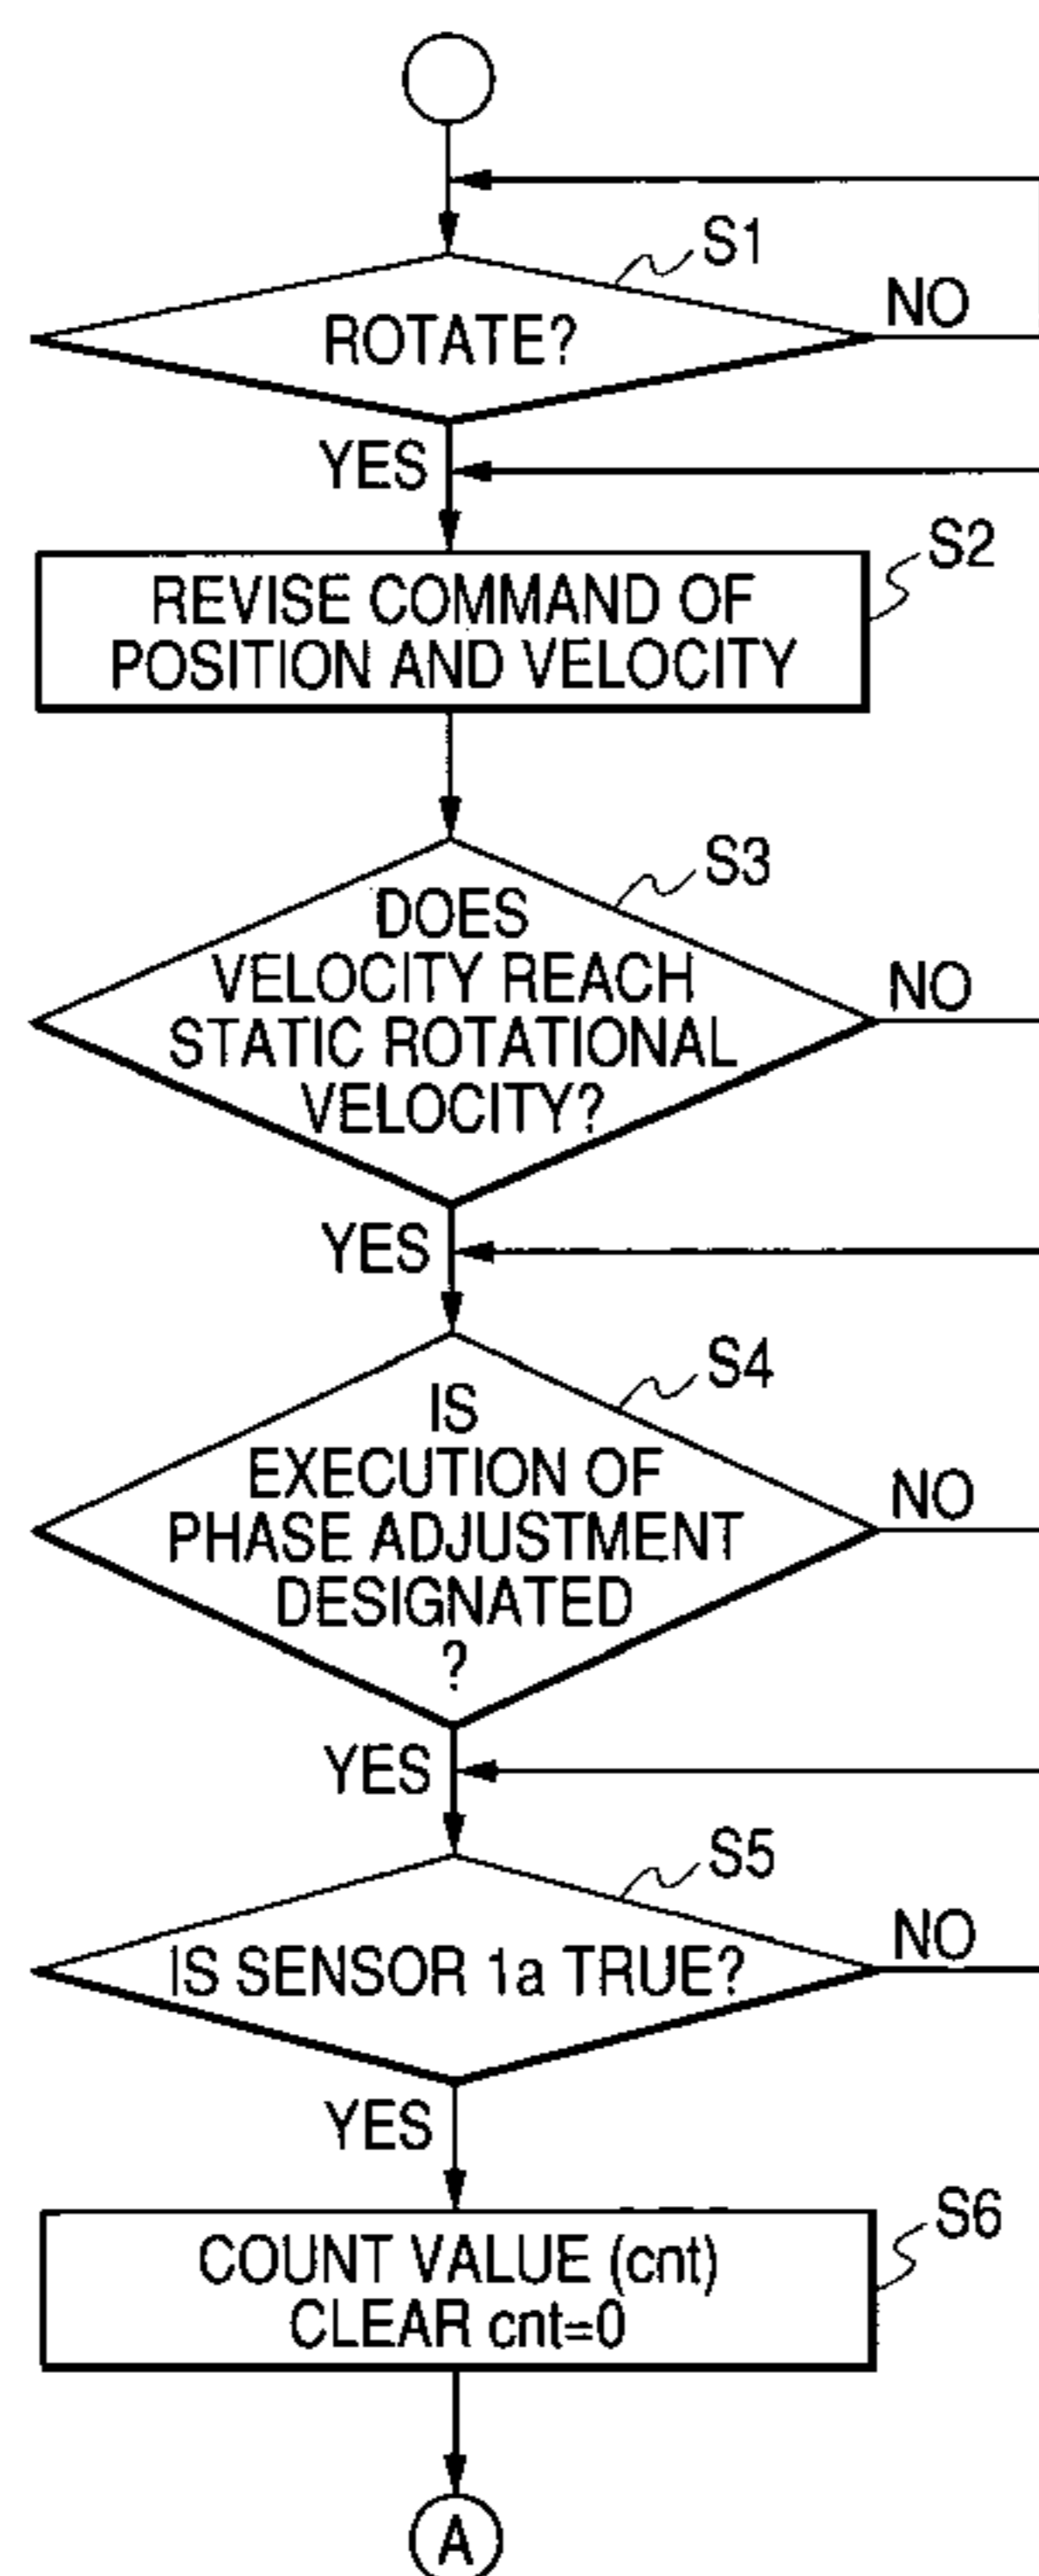 S1
ROTATE?
NO
YES
S2
REVISE COMMAND OF
POSITION AND VELOCITY
S3
DOES
VELOCITY REACH
STATIC ROTATIONAL
VELOCITY?
NO
YES
S4
IS
EXECUTION OF
PHASE ADJUSTMENT
DESIGNATED
?
NO
YES
S5
IS SENSOR 1a TRUE?
NO
YES
S6
COUNT VALUE (cnt)
CLEAR cnt=0
A